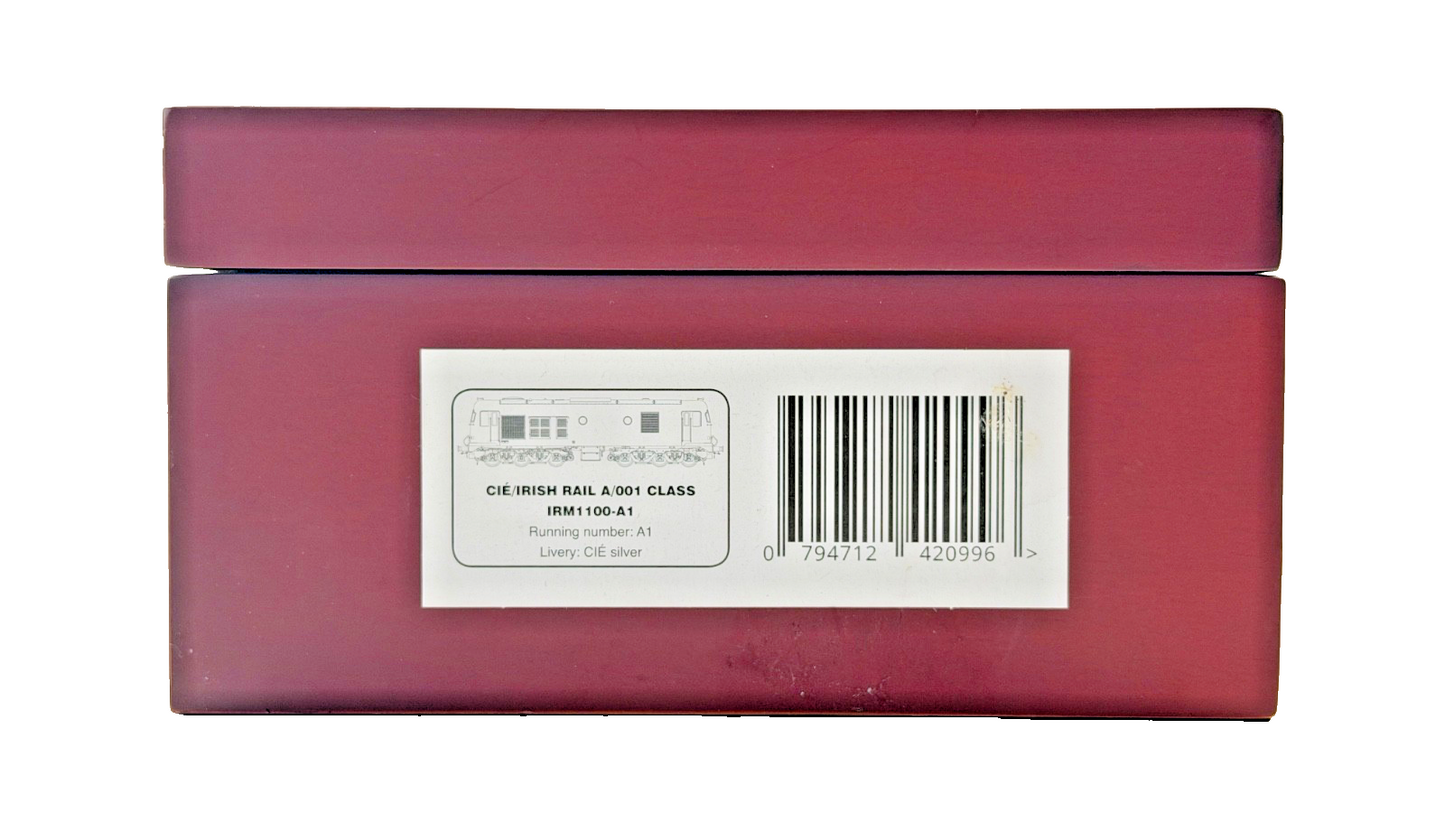 CIÉ/IRISH RAIL A/001 CLASS
IRM1100-A1
Running number: A1
Livery: CIÉ silver
0 794712 420996 >